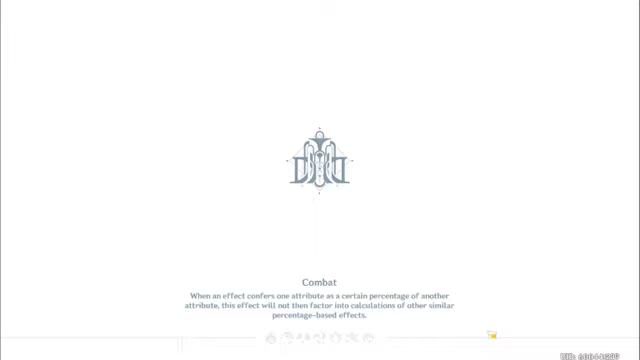 Combat
When an effect confers one attribute as a certain percentage of another
attribute, this effect will not then factor into calculations of other similar
percentage-based effects.